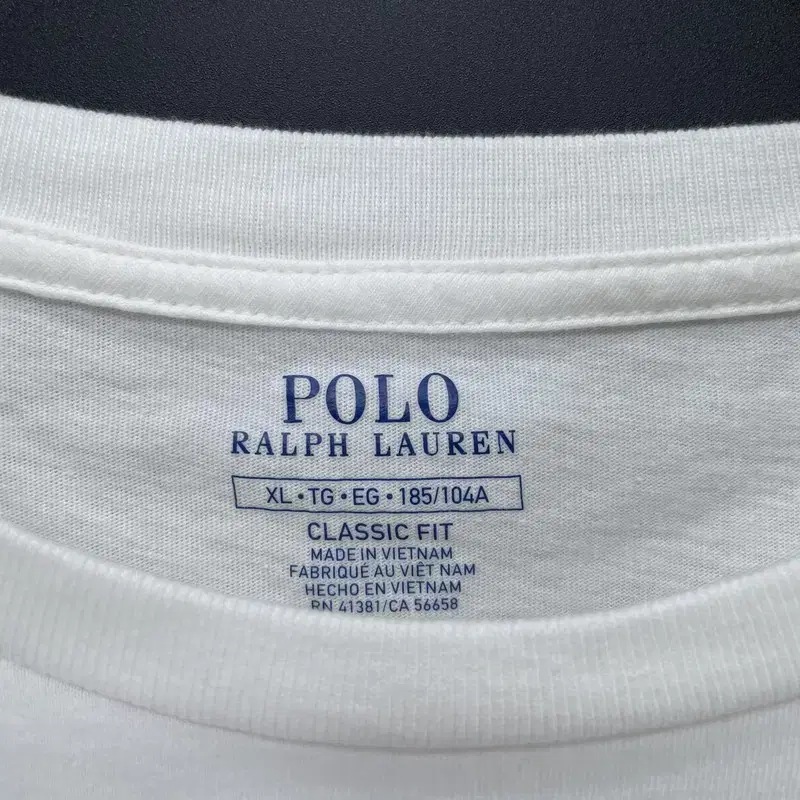 POLO
RALPH LAUREN
XL • TG • EG • 185/104A
CLASSIC FIT
MADE IN VIETNAM
FABRIQUÉ AU VIÊT NAM
HECHO EN VIETNAM
RN 41381/CA 56658